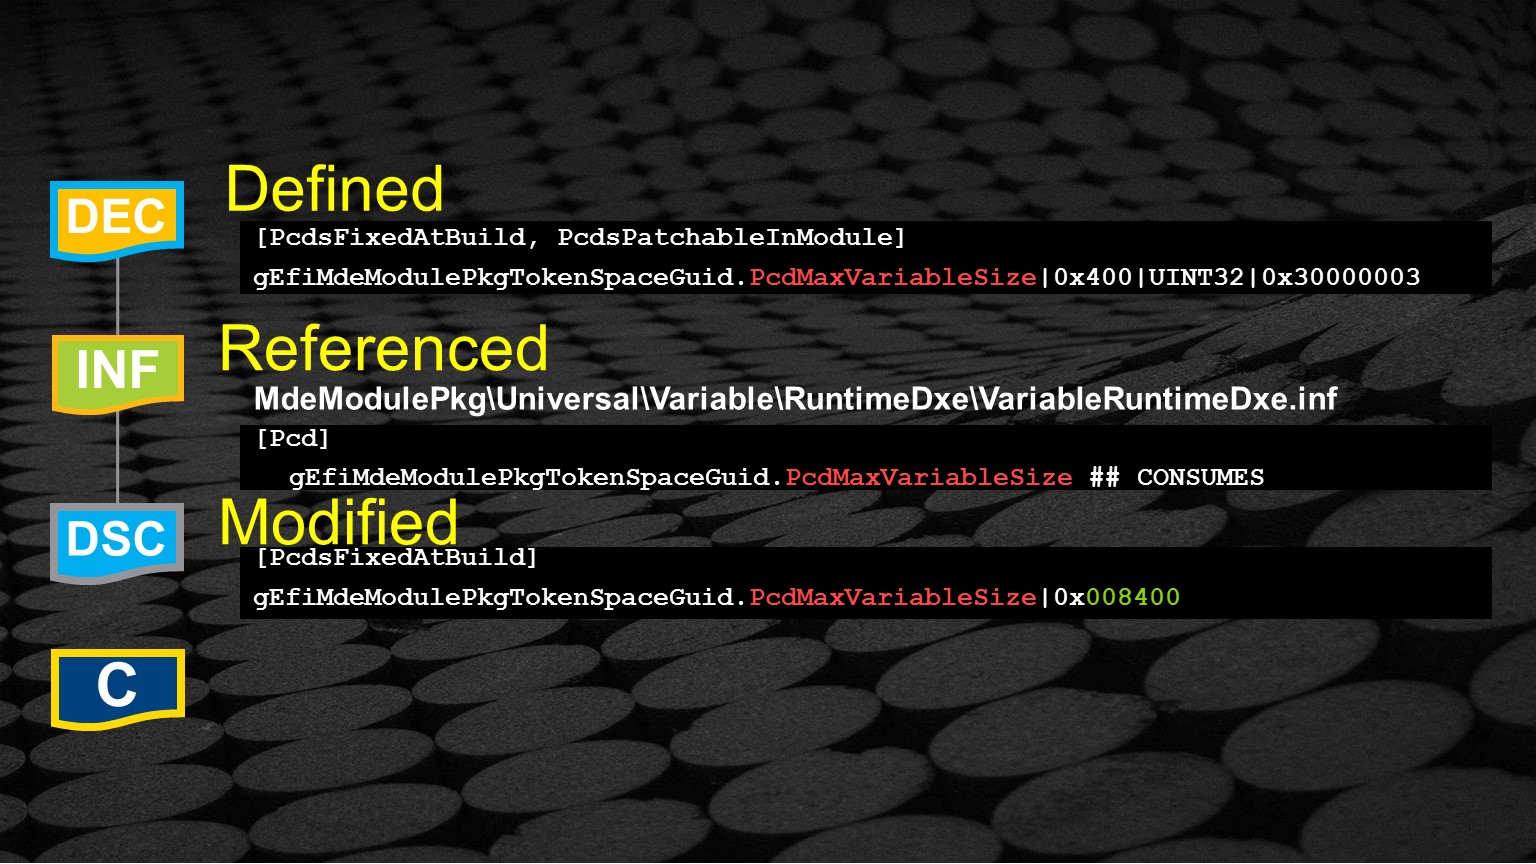 DEC
Defined
[PcdsFixedAtBuild, PcdsPatchableInModule]
gEfiMdeModulePkgTokenSpaceGuid.PcdMaxVariableSize|0x400|UINT32|0x30000003
INF
Referenced
MdeModulePkg\Universal\Variable\RuntimeDxe\VariableRuntimeDxe.inf
[Pcd]
gEfiMdeModulePkgTokenSpaceGuid.PcdMaxVariableSize ## CONSUMES
DSC
Modified
[PcdsFixedAtBuild]
gEfiMdeModulePkgTokenSpaceGuid.PcdMaxVariableSize|0x008400
C